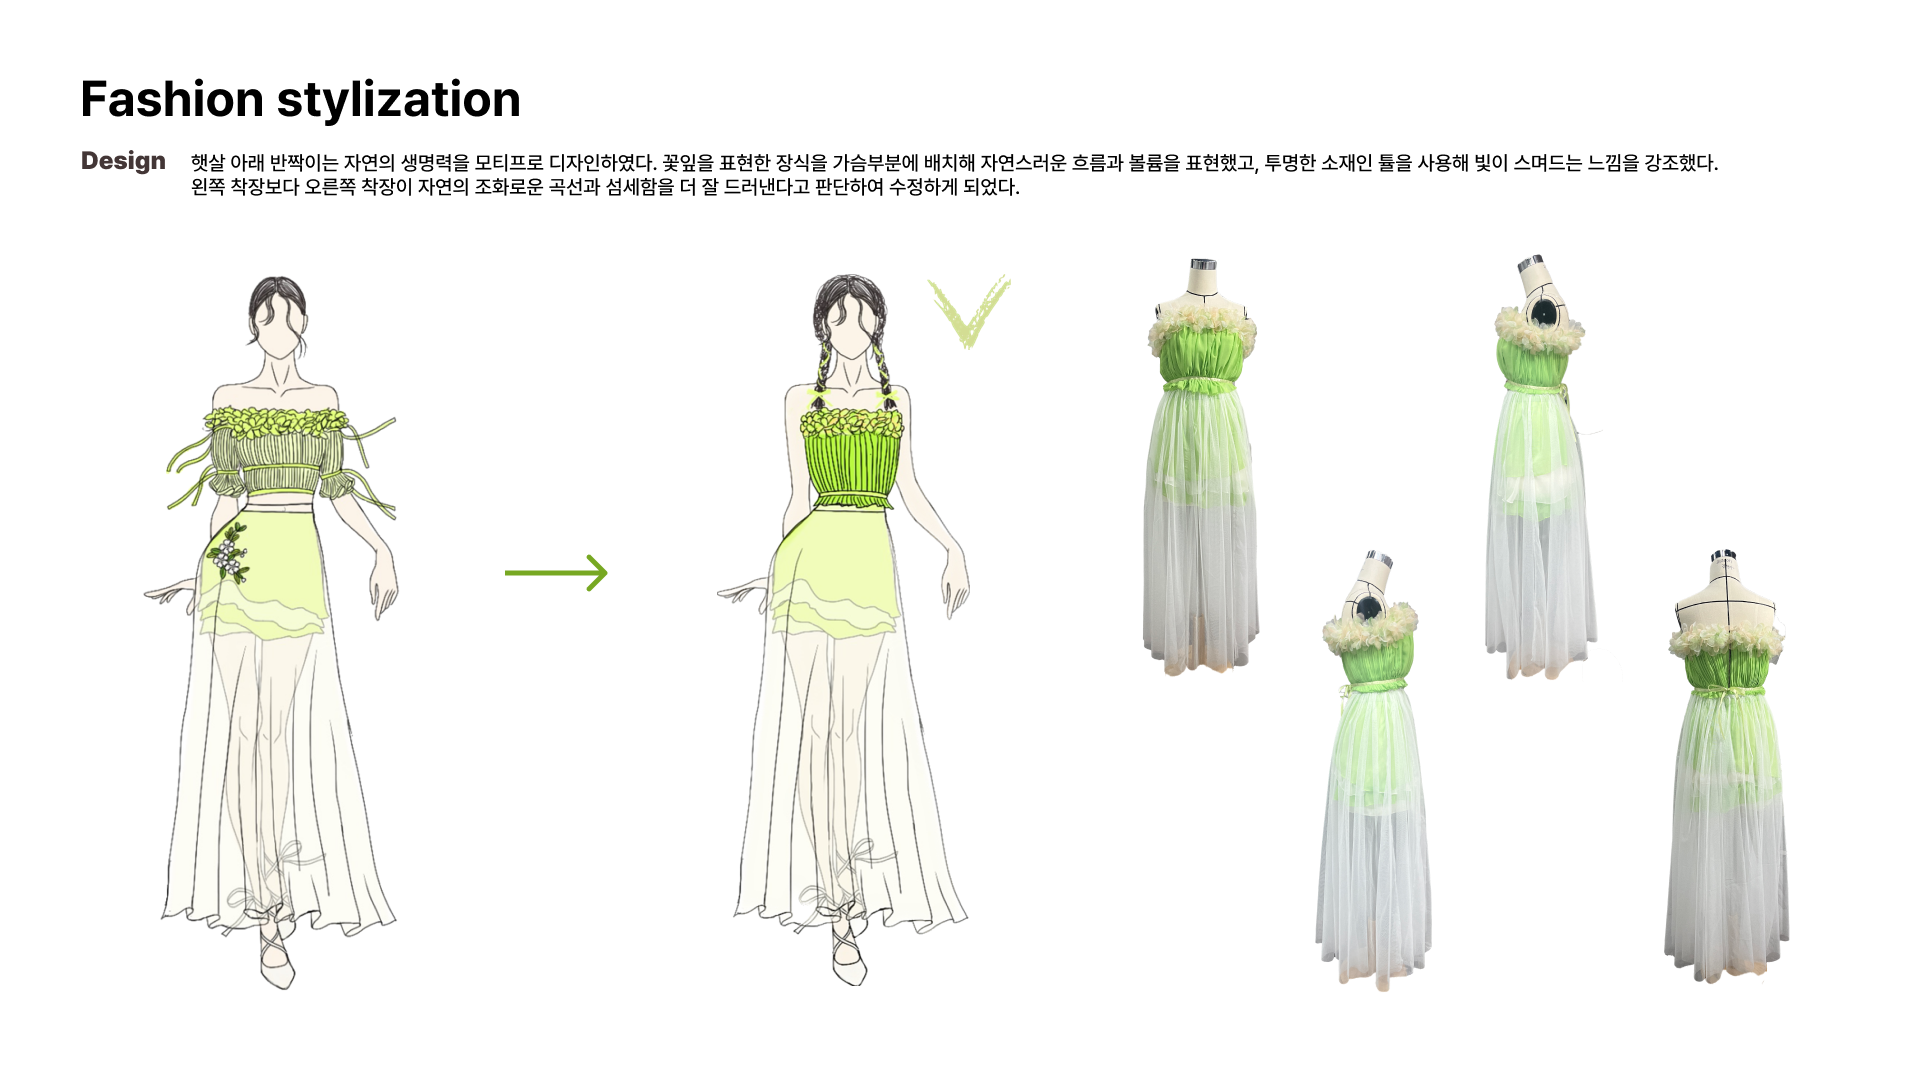 Fashion stylization
Design
햇살 아래 반짝이는 자연의 생명력을 모티프로 디자인하였다. 꽃잎을 표현한 장식을 가슴부분에 배치해 자연스러운 흐름과 볼륨을 표현했고, 투명한 소재인 튤을 사용해 빛이 스며드는 느낌을 강조했다.
왼쪽 착장보다 오른쪽 착장이 자연의 조화로운 곡선과 섬세함을 더 잘 드러낸다고 판단하여 수정하게 되었다.